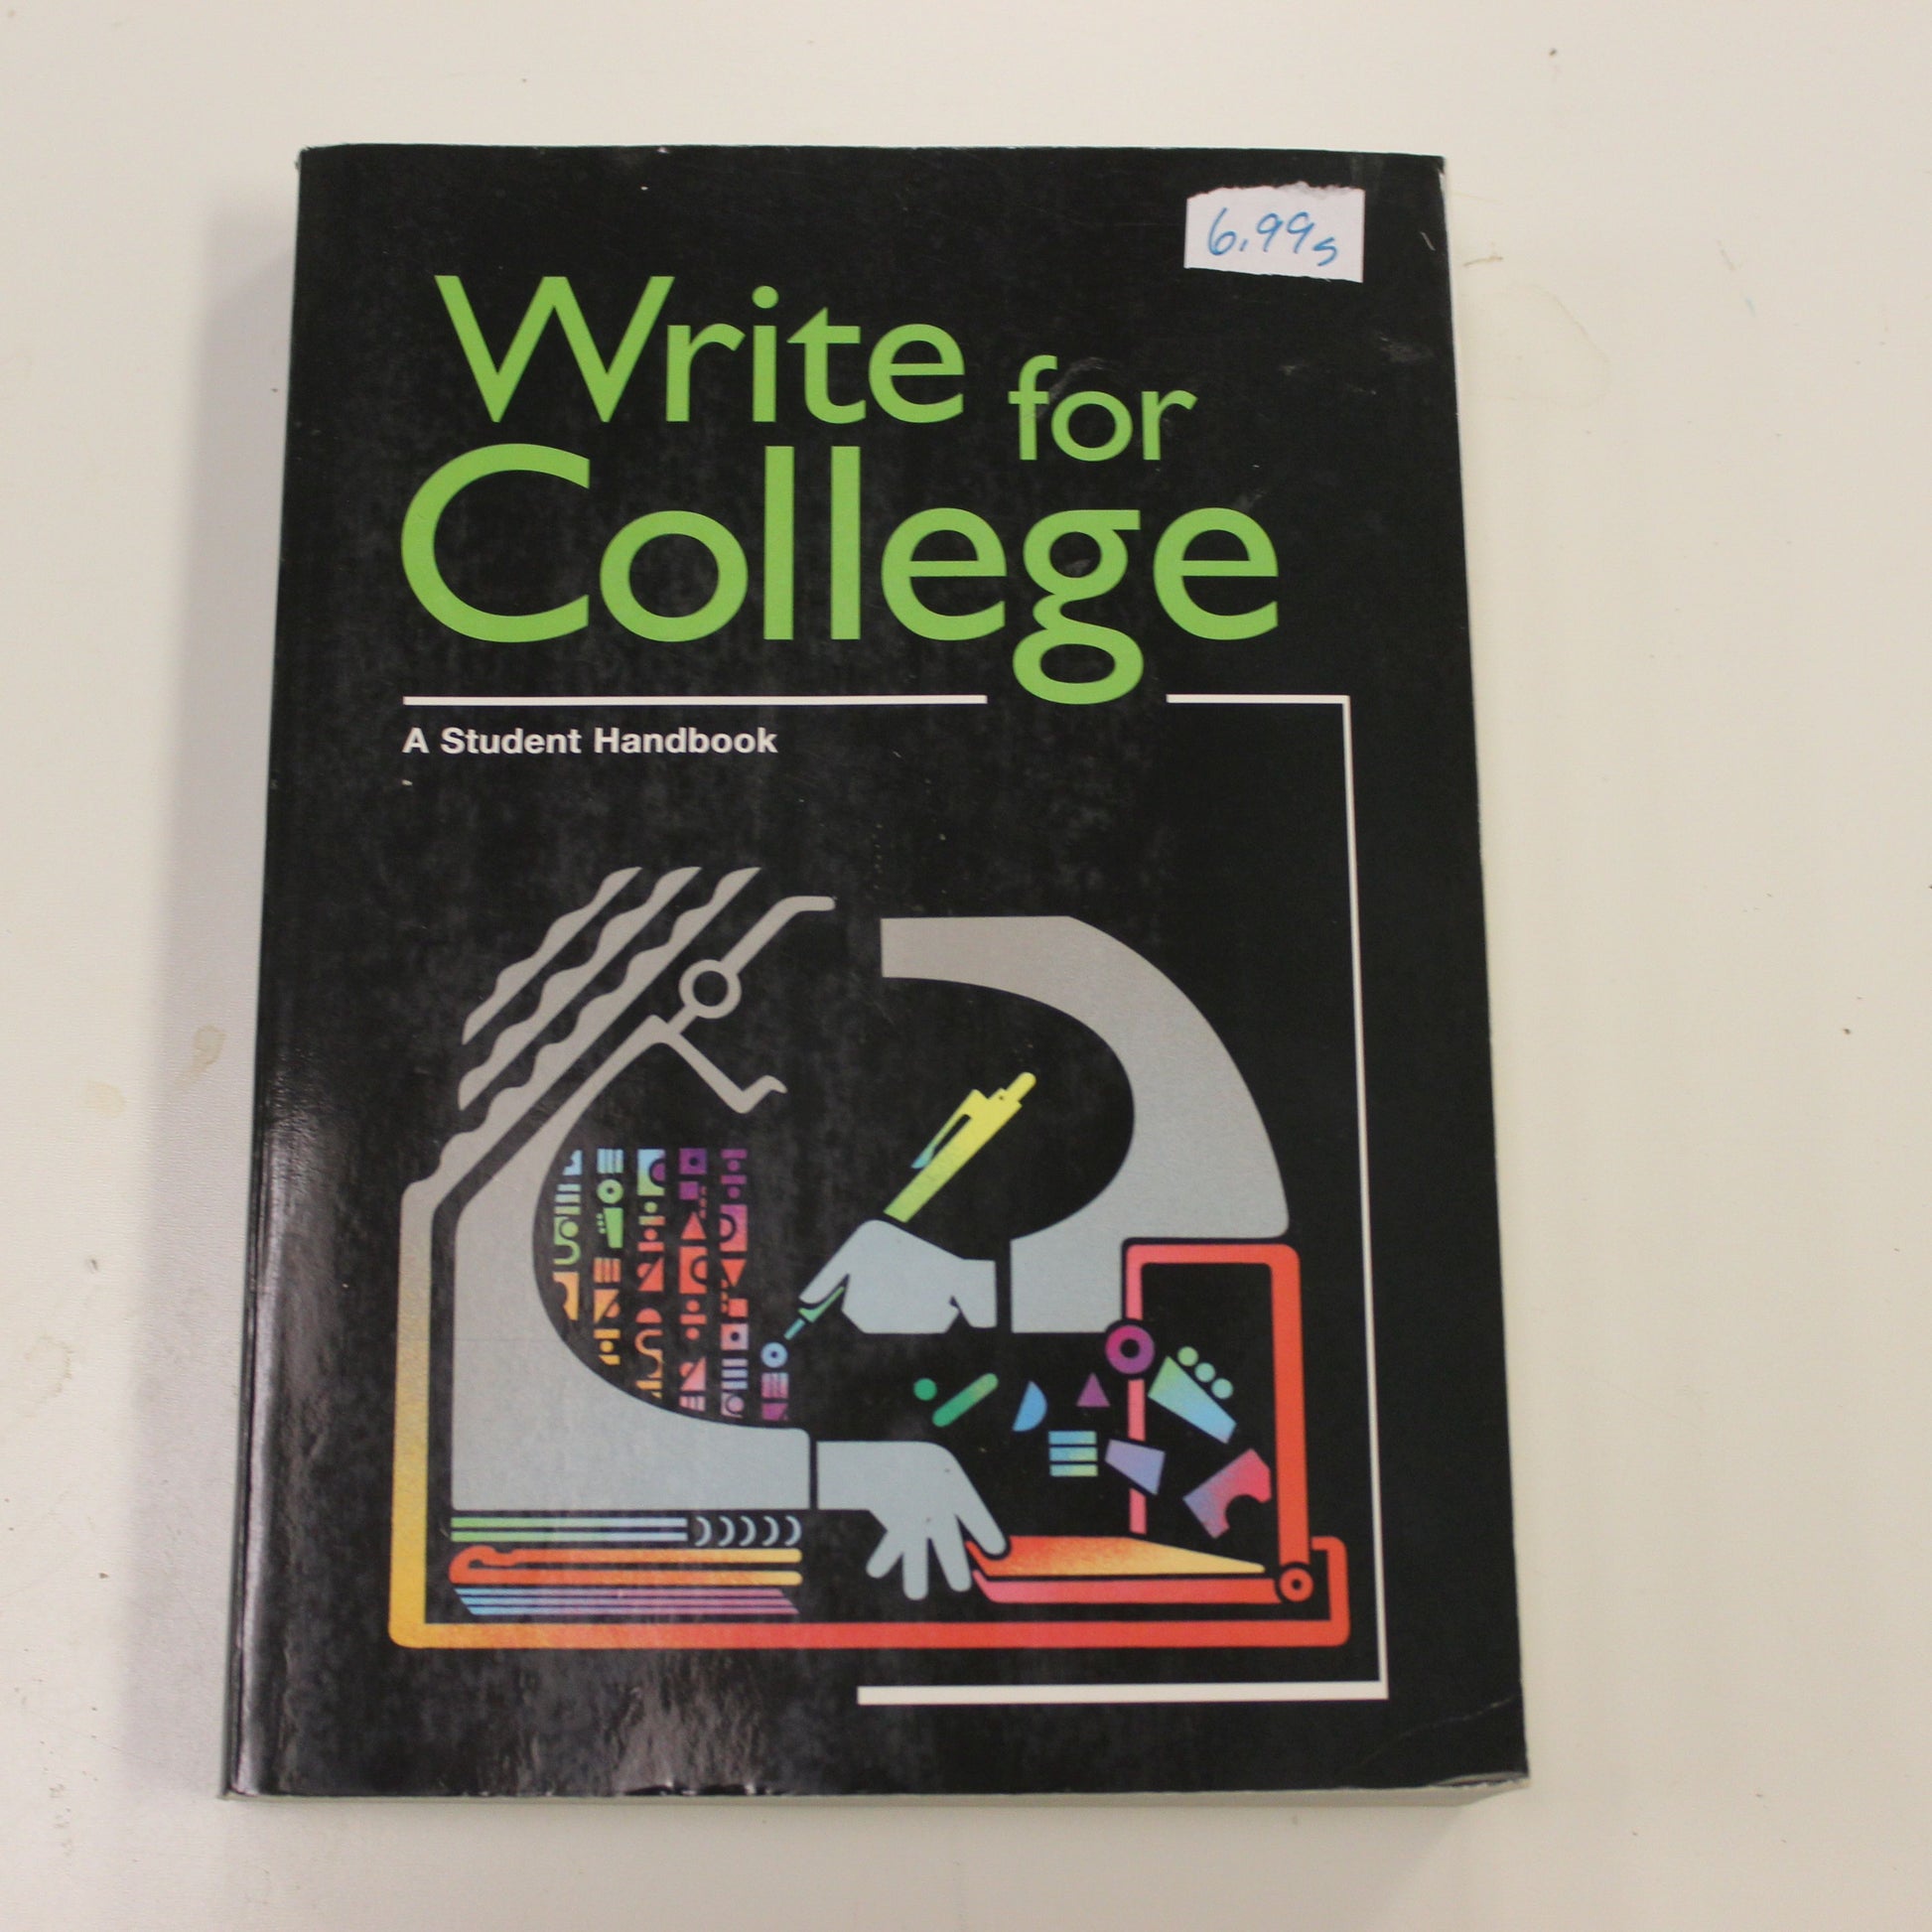 6.99s
Write for
College
A Student Handbook